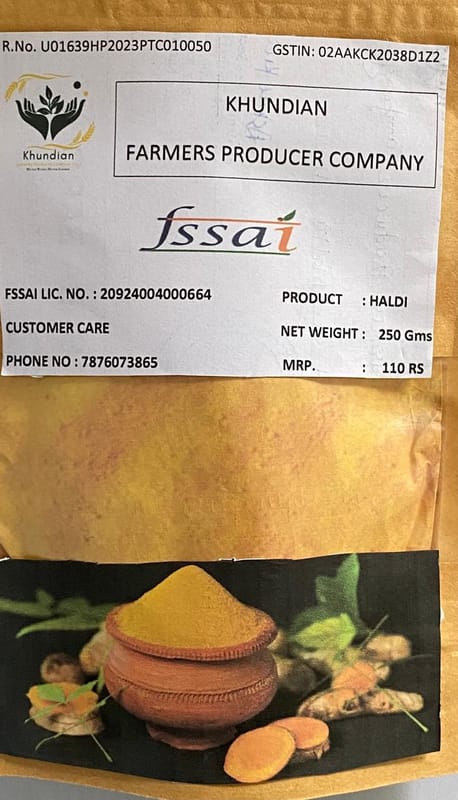 R.No. U01639HP2023PTC010050 GSTIN: 02AAKCK2038D1Z2
Khundian
KHUNDIAN
FARMERS PRODUCER COMPANY
fssai
FSSAI LIC. NO. : 20924004000664 PRODUCT : HALDI
CUSTOMER CARE NET WEIGHT : 250 Gms
PHONE NO : 7876073865 MRP. : 110 RS